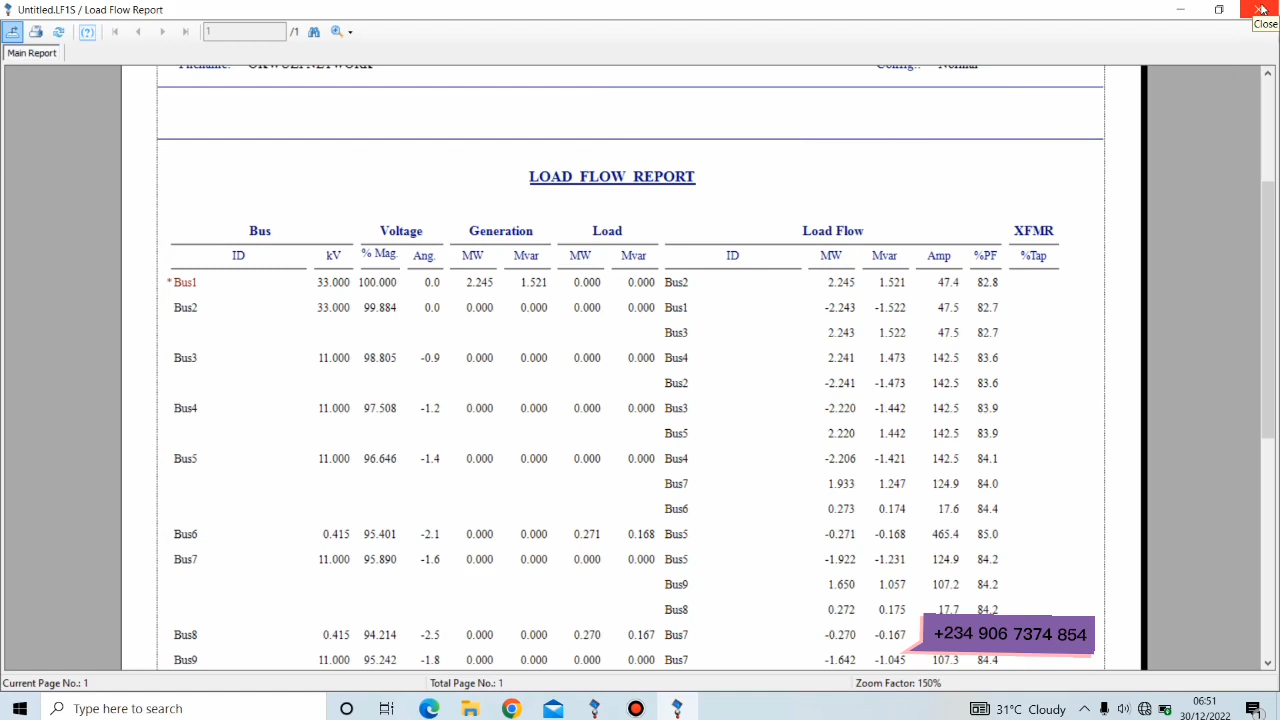 Untitled.LF1S / Load Flow Report
Close
1 /1
Main Report
Config.: Normal
LOAD FLOW REPORT
Bus Voltage Generation Load Load Flow XFMR
ID kV % Mag. Ang. MW Mvar MW Mvar ID MW Mvar Amp %PF %Tap
* Bus1 33.000 100.000 0.0 2.245 1.521 0.000 0.000 Bus2 2.245 1.521 47.4 82.8
Bus2 33.000 99.884 0.0 0.000 0.000 0.000 0.000 Bus1 -2.243 -1.522 47.5 82.7
Bus3 2.243 1.522 47.5 82.7
Bus3 11.000 98.805 -0.9 0.000 0.000 0.000 0.000 Bus4 2.241 1.473 142.5 83.6
Bus2 -2.241 -1.473 142.5 83.6
Bus4 11.000 97.508 -1.2 0.000 0.000 0.000 0.000 Bus3 -2.220 -1.442 142.5 83.9
Bus5 2.220 1.442 142.5 83.9
Bus5 11.000 96.646 -1.4 0.000 0.000 0.000 0.000 Bus4 -2.206 -1.421 142.5 84.1
Bus7 1.933 1.247 124.9 84.0
Bus6 0.273 0.174 17.6 84.4
Bus6 0.415 95.401 -2.1 0.000 0.000 0.271 0.168 Bus5 -0.271 -0.168 465.4 85.0
Bus7 11.000 95.890 -1.6 0.000 0.000 0.000 0.000 Bus5 -1.922 -1.231 124.9 84.2
Bus9 1.650 1.057 107.2 84.2
Bus8 0.272 0.175 17.7 84.2
Bus8 0.415 94.214 -2.5 0.000 0.000 0.270 0.167 Bus7 -0.270 -0.167
+234 906 7374 854
Bus9 11.000 95.242 -1.8 0.000 0.000 0.000 0.000 Bus7 -1.642 -1.045 107.3 84.4
Current Page No.: 1 Total Page No.: 1 Zoom Factor: 150%
Type here to search
31°C Cloudy
06:51
30/12/2022